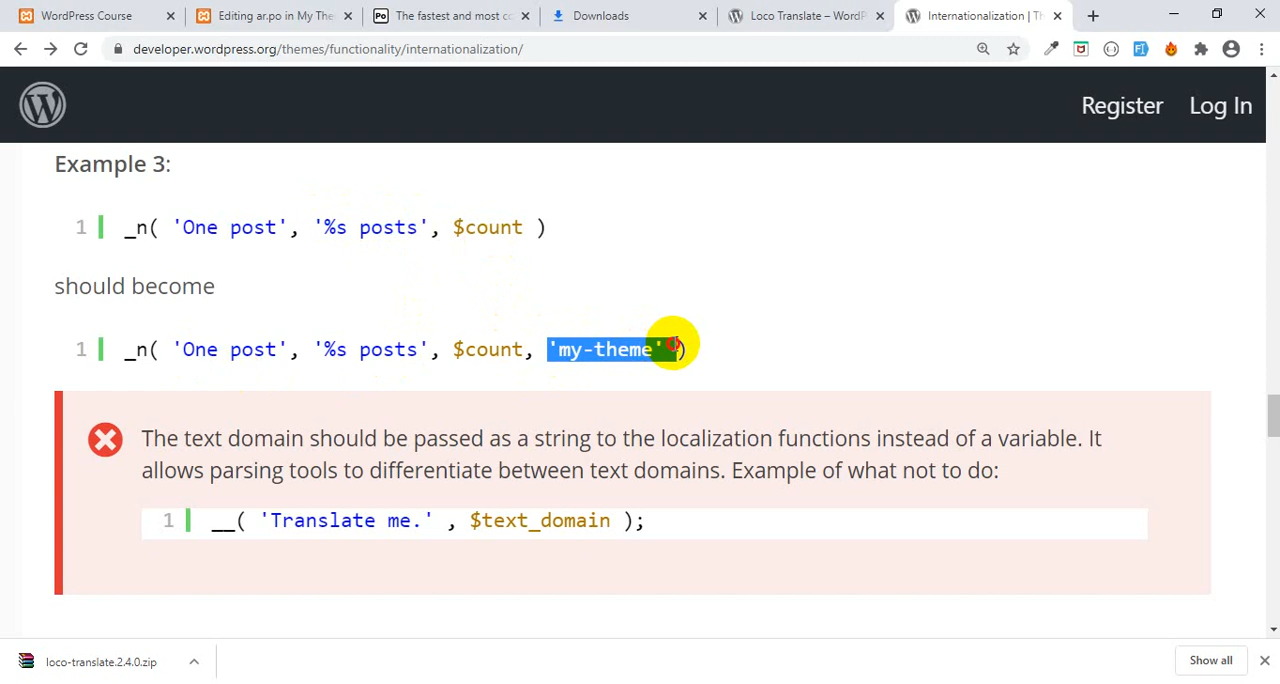 WordPress Course
Editing ar.po in My The
The fastest and most co
Downloads
Loco Translate – WordP
Internationalization | Th
developer.wordpress.org/themes/functionality/internationalization/
Register Log In
Example 3:
1 _n( 'One post', '%s posts', $count )
should become
1 _n( 'One post', '%s posts', $count, 'my-theme' )
The text domain should be passed as a string to the localization functions instead of a variable. It
allows parsing tools to differentiate between text domains. Example of what not to do:
1 __( 'Translate me.' , $text_domain );
loco-translate.2.4.0.zip
Show all